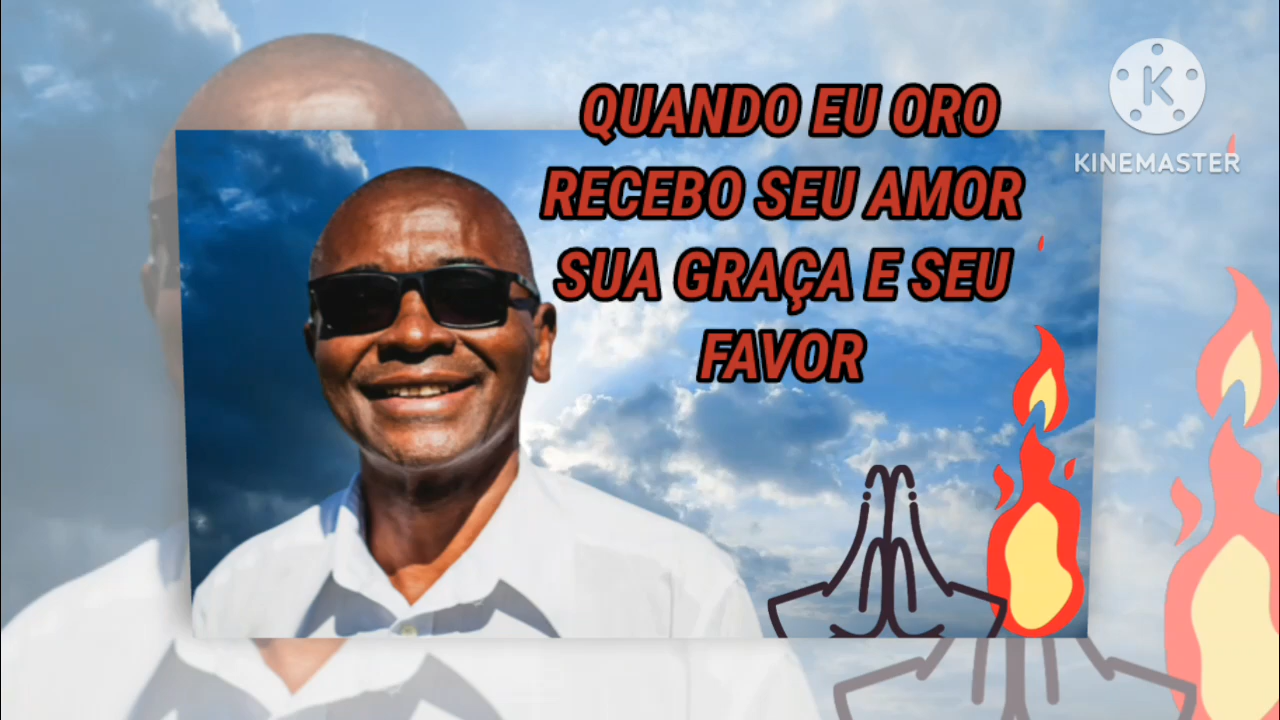 QUANDO EU ORO
RECEBO SEU AMOR
SUA GRAÇA E SEU
FAVOR
K
KINEMASTER